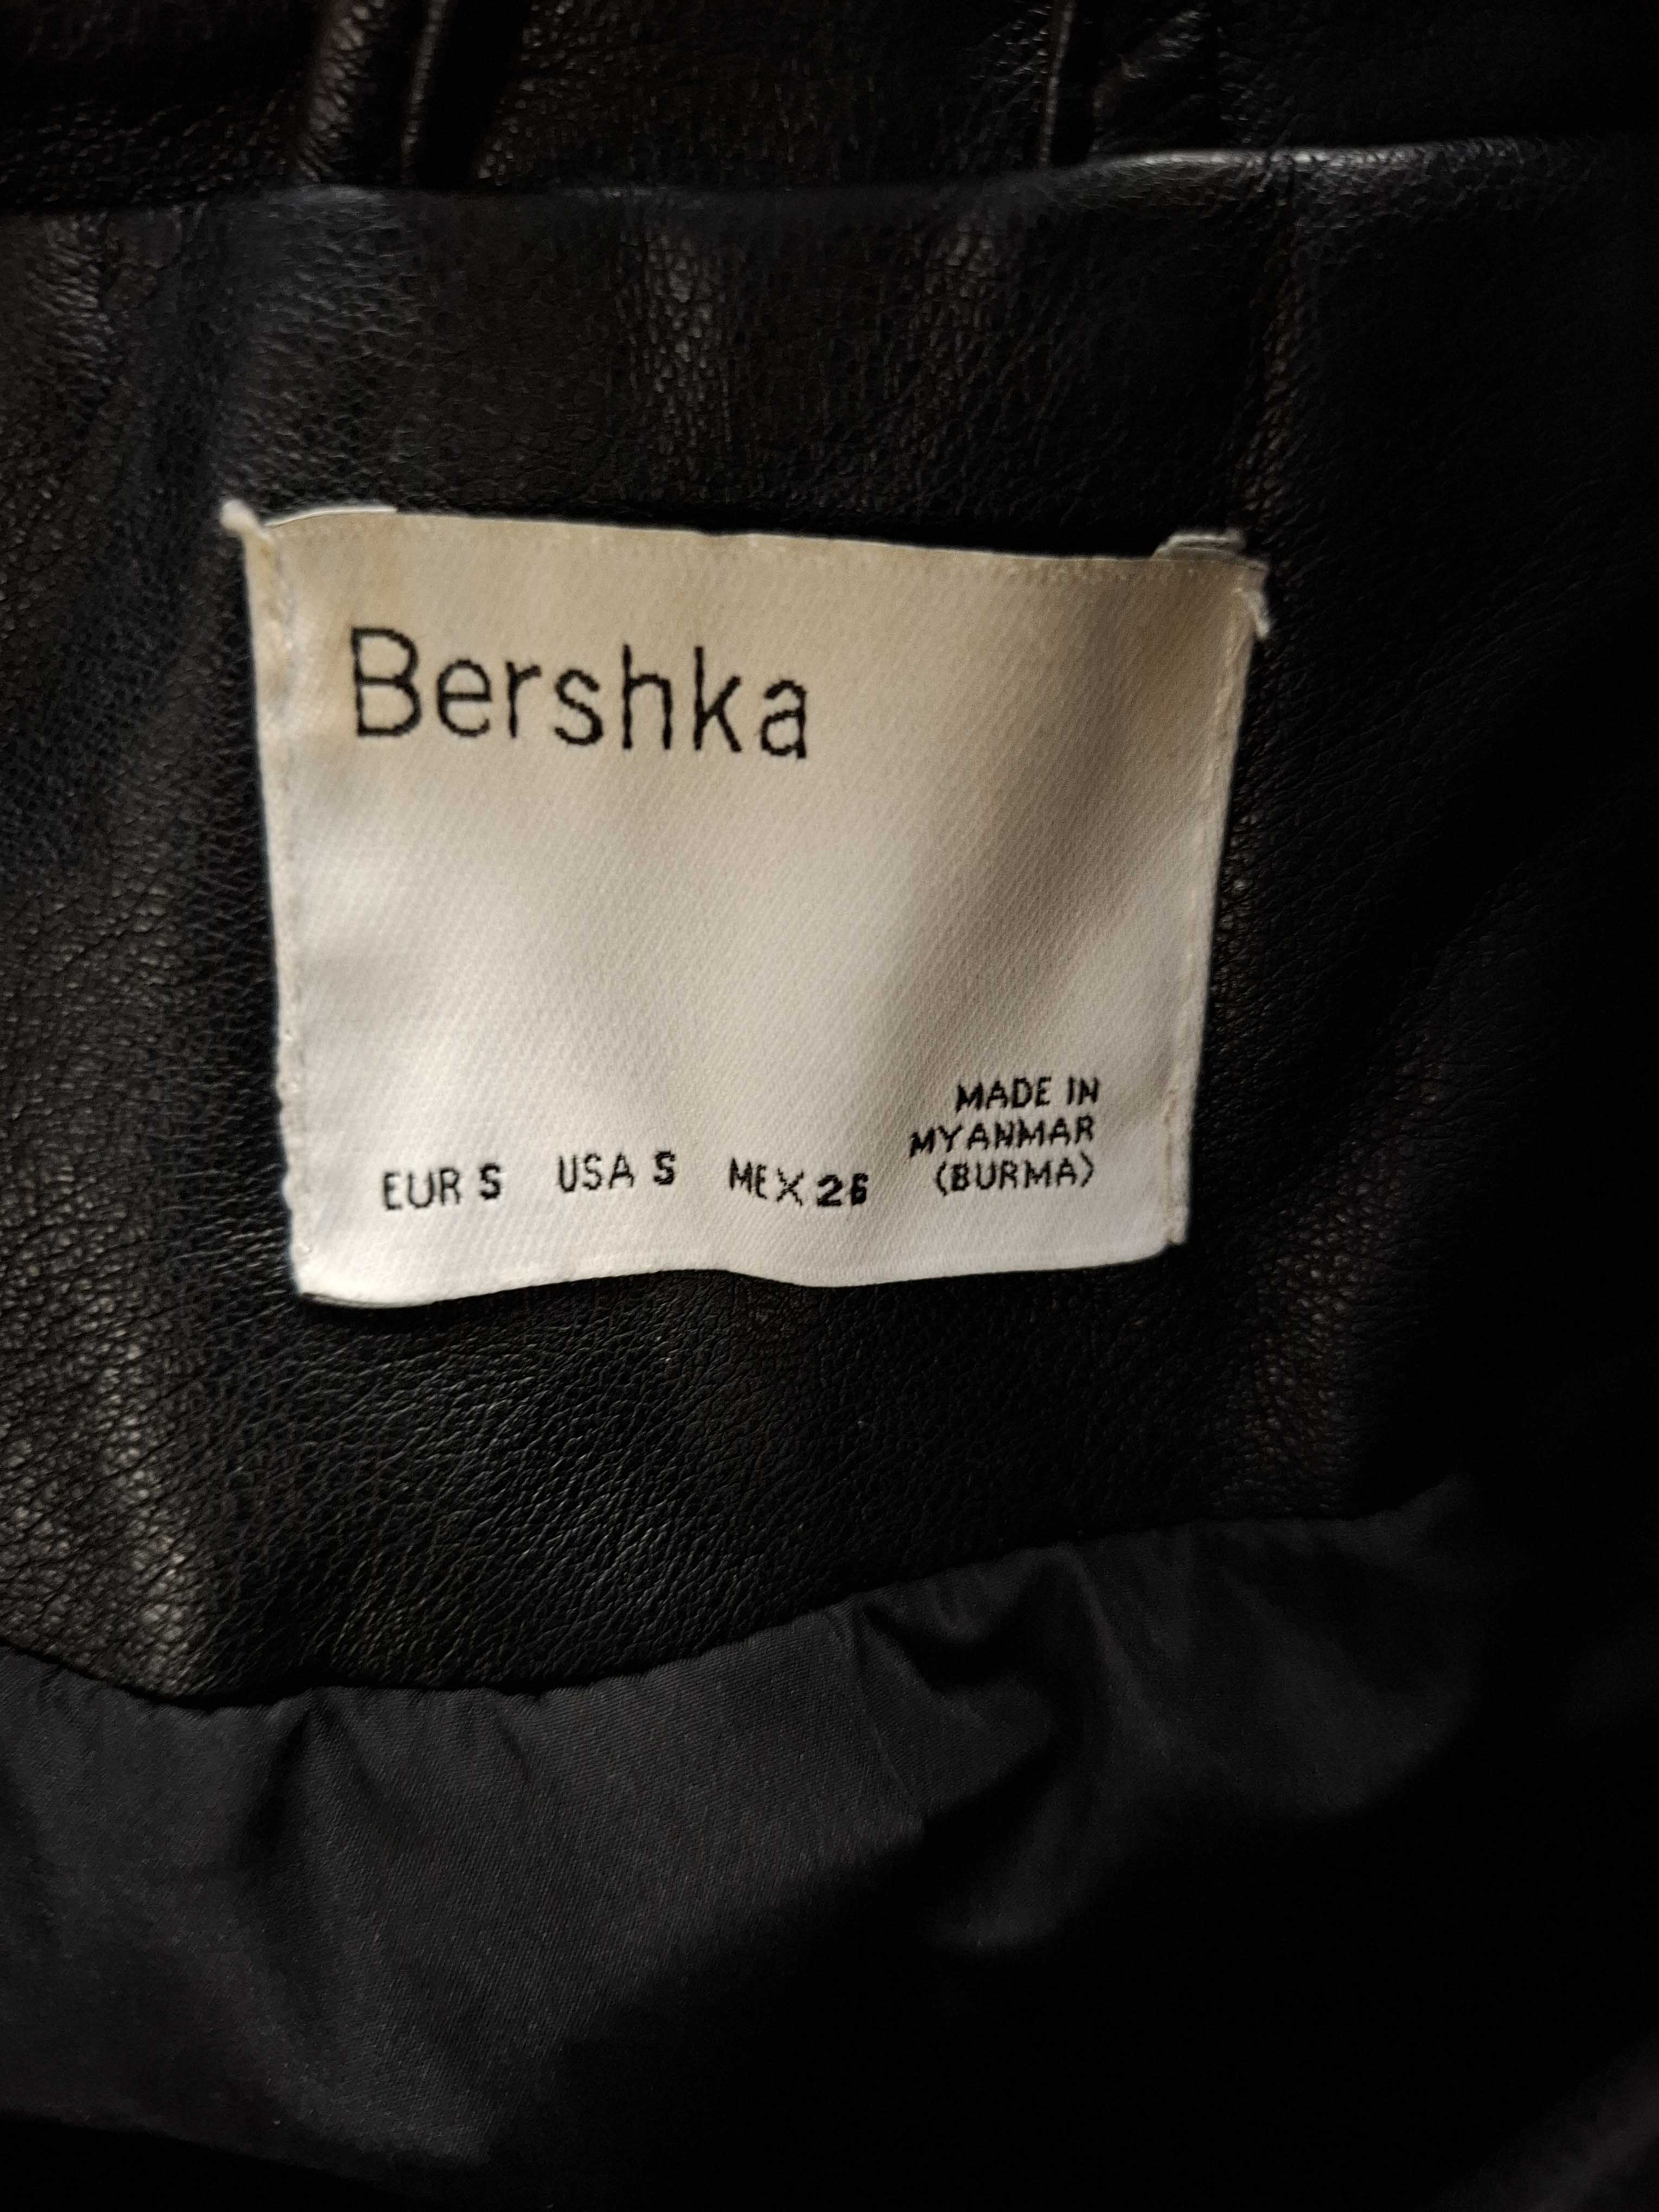 Bershka
MADE IN
MYANMAR
(BURMA)
EUR S USA S MEX 26